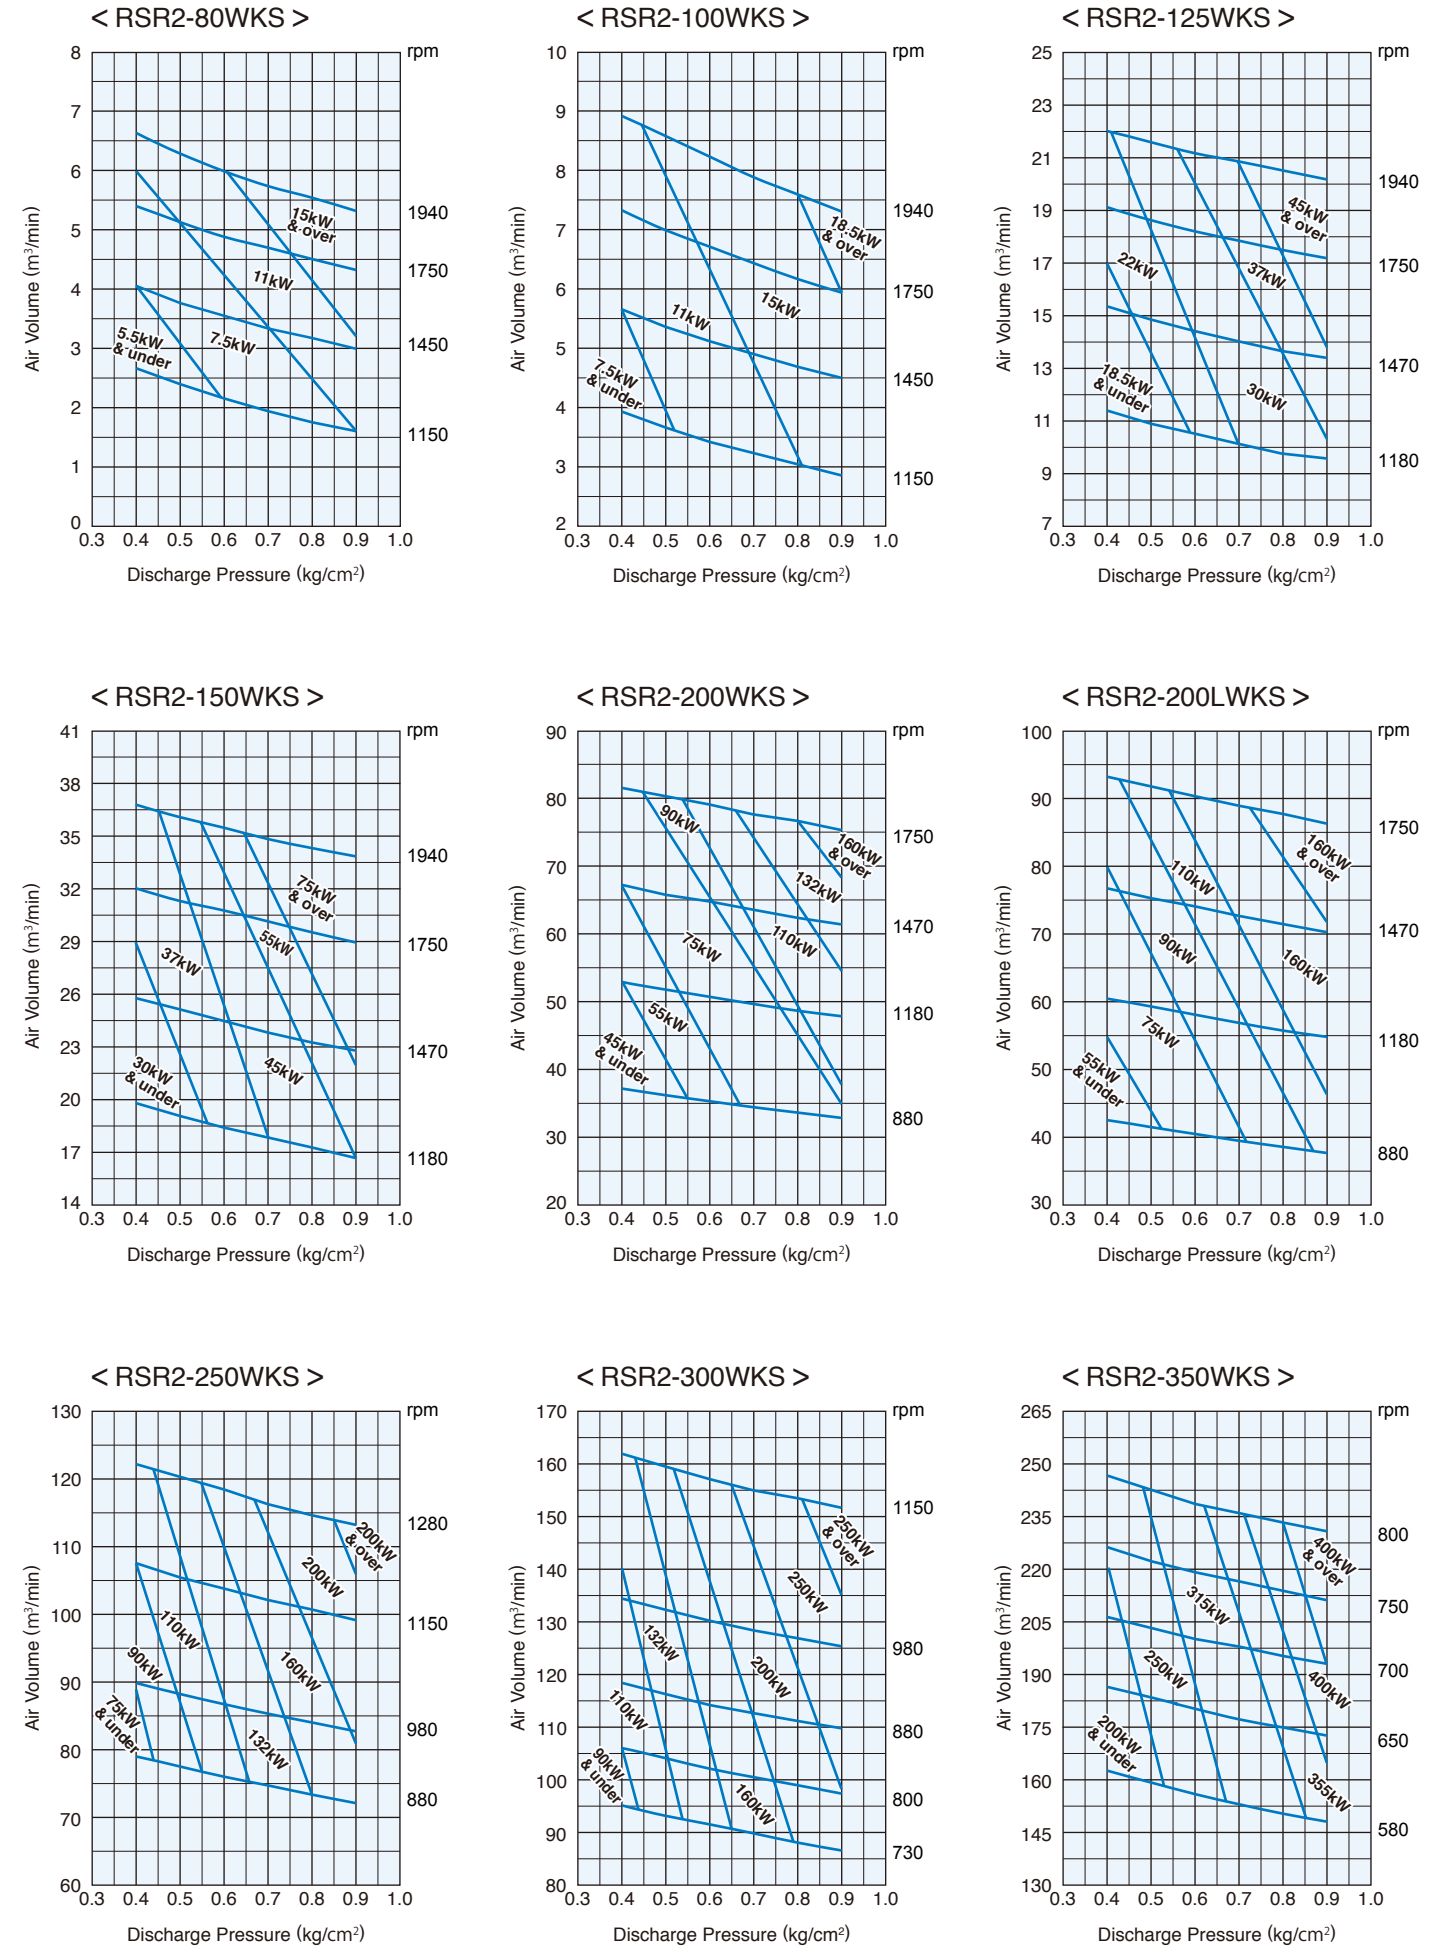 < RSR2-80WKS >
rpm
8
7
6
5
4
3
2
1
0
Air Volume (m³/min)
15kW
& over
11kW
7.5kW
5.5kW
& under
1940
1750
1450
1150
0.3 0.4 0.5 0.6 0.7 0.8 0.9 1.0
Discharge Pressure (kg/cm²)
< RSR2-100WKS >
rpm
10
9
8
7
6
5
4
3
2
Air Volume (m³/min)
18.5kW
& over
15kW
11kW
7.5kW
& under
1940
1750
1450
1150
0.3 0.4 0.5 0.6 0.7 0.8 0.9 1.0
Discharge Pressure (kg/cm²)
< RSR2-125WKS >
rpm
25
23
21
19
17
15
13
11
9
7
Air Volume (m³/min)
45kW
& over
22kW
37kW
18.5kW
& under
30kW
1940
1750
1470
1180
0.3 0.4 0.5 0.6 0.7 0.8 0.9 1.0
Discharge Pressure (kg/cm²)
< RSR2-150WKS >
rpm
41
38
35
32
29
26
23
20
17
14
Air Volume (m³/min)
75kW
& over
55kW
37kW
30kW
& under
45kW
1940
1750
1470
1180
0.3 0.4 0.5 0.6 0.7 0.8 0.9 1.0
Discharge Pressure (kg/cm²)
< RSR2-200WKS >
rpm
90
80
70
60
50
40
30
20
Air Volume (m³/min)
90kW
160kW
& over
132kW
75kW
110kW
55kW
45kW
& under
1750
1470
1180
880
0.3 0.4 0.5 0.6 0.7 0.8 0.9 1.0
Discharge Pressure (kg/cm²)
< RSR2-200LWKS >
rpm
100
90
80
70
60
50
40
30
Air Volume (m³/min)
160kW
& over
110kW
90kW
160kW
75kW
55kW
& under
1750
1470
1180
880
0.3 0.4 0.5 0.6 0.7 0.8 0.9 1.0
Discharge Pressure (kg/cm²)
< RSR2-250WKS >
rpm
130
120
110
100
90
80
70
60
Air Volume (m³/min)
200kW
& over
200kW
110kW
90kW
160kW
75kW
& under
132kW
1280
1150
980
880
0.3 0.4 0.5 0.6 0.7 0.8 0.9 1.0
Discharge Pressure (kg/cm²)
< RSR2-300WKS >
rpm
170
160
150
140
130
120
110
100
90
80
Air Volume (m³/min)
250kW
& over
250kW
132kW
200kW
110kW
90kW
& under
160kW
1150
980
880
800
730
0.3 0.4 0.5 0.6 0.7 0.8 0.9 1.0
Discharge Pressure (kg/cm²)
< RSR2-350WKS >
rpm
265
250
235
220
205
190
175
160
145
130
Air Volume (m³/min)
400kW
& over
315kW
250kW
400kW
200kW
& under
355kW
800
750
700
650
580
0.3 0.4 0.5 0.6 0.7 0.8 0.9 1.0
Discharge Pressure (kg/cm²)